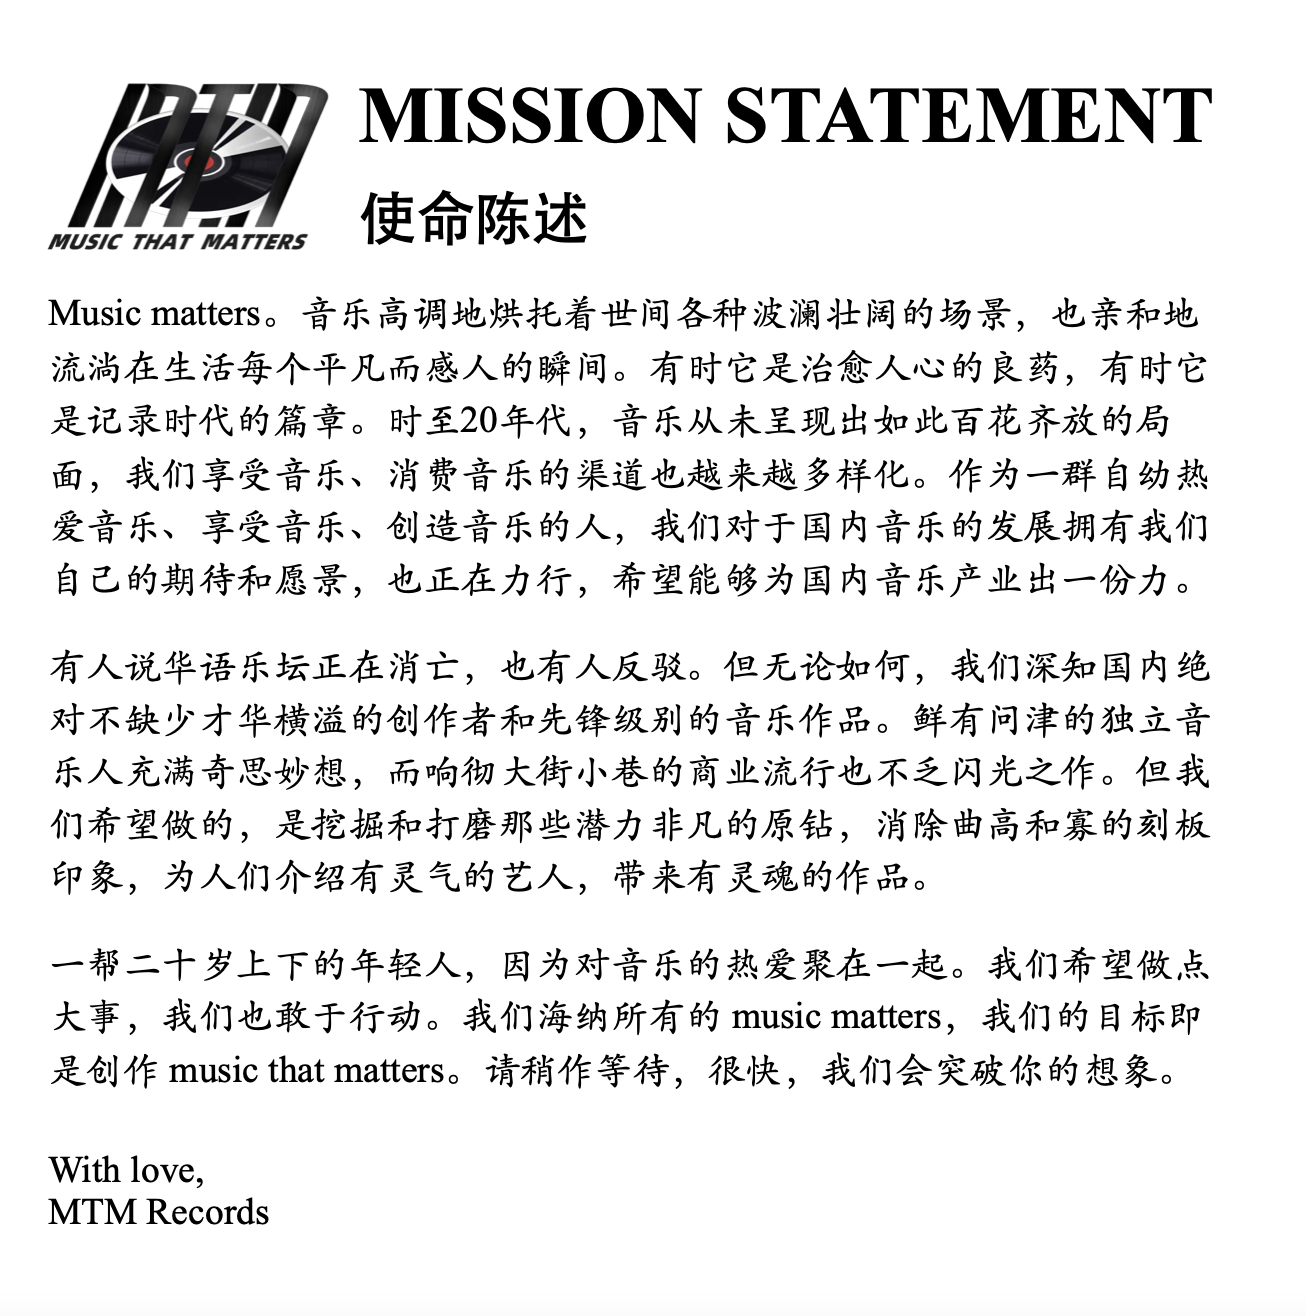 MTM
MUSIC THAT MATTERS
MISSION STATEMENT
使命陈述
Music matters。音乐高调地烘托着世间各种波澜壮阔的场景，也亲和地
流淌在生活每个平凡而感人的瞬间。有时它是治愈人心的良药，有时它
是记录时代的篇章。时至20年代，音乐从未呈现出如此百花齐放的局
面，我们享受音乐、消费音乐的渠道也越来越多样化。作为一群自幼热
爱音乐、享受音乐、创造音乐的人，我们对于国内音乐的发展拥有我们
自己的期待和愿景，也正在力行，希望能够为国内音乐产业出一份力。
有人说华语乐坛正在消亡，也有人反驳。但无论如何，我们深知国内绝
对不缺少才华横溢的创作者和先锋级别的音乐作品。鲜有问津的独立音
乐人充满奇思妙想，而响彻大街小巷的商业流行也不乏闪光之作。但我
们希望做的，是挖掘和打磨那些潜力非凡的原钻，消除曲高和寡的刻板
印象，为人们介绍有灵气的艺人，带来有灵魂的作品。
一帮二十岁上下的年轻人，因为对音乐的热爱聚在一起。我们希望做点
大事，我们也敢于行动。我们海纳所有的 music matters，我们的目标即
是创作 music that matters。请稍作等待，很快，我们会突破你的想象。
With love,
MTM Records